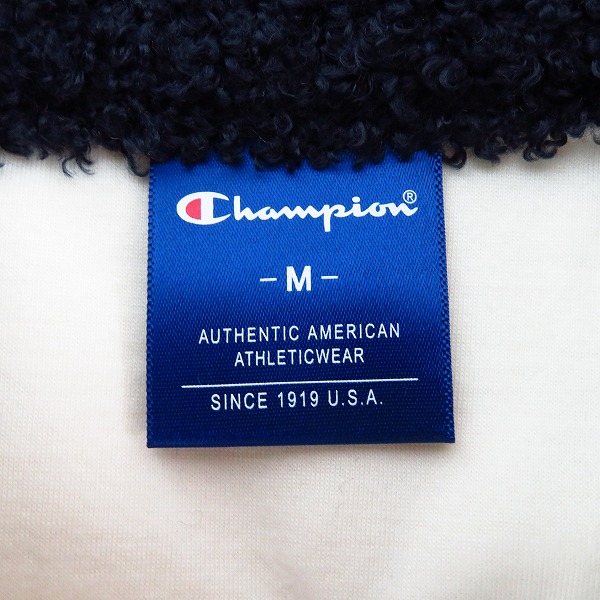 Champion®
- M -
AUTHENTIC AMERICAN
ATHLETICWEAR
SINCE 1919 U.S.A.